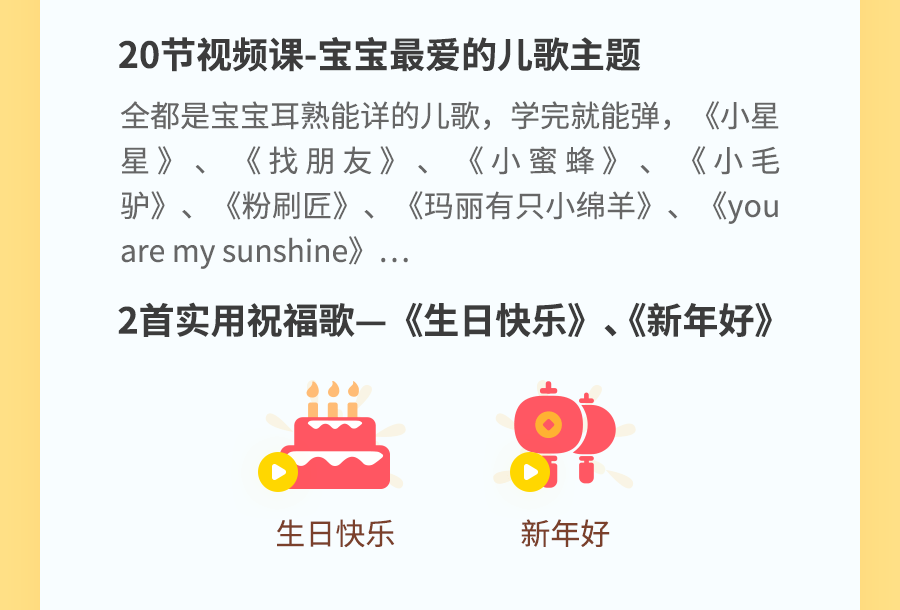 20节视频课-宝宝最爱的儿歌主题
全都是宝宝耳熟能详的儿歌，学完就能弹，《小星
星》、《找朋友》、《小蜜蜂》、《小毛
驴》、《粉刷匠》、《玛丽有只小绵羊》、《you
are my sunshine》…
2首实用祝福歌—《生日快乐》、《新年好》
生日快乐
新年好